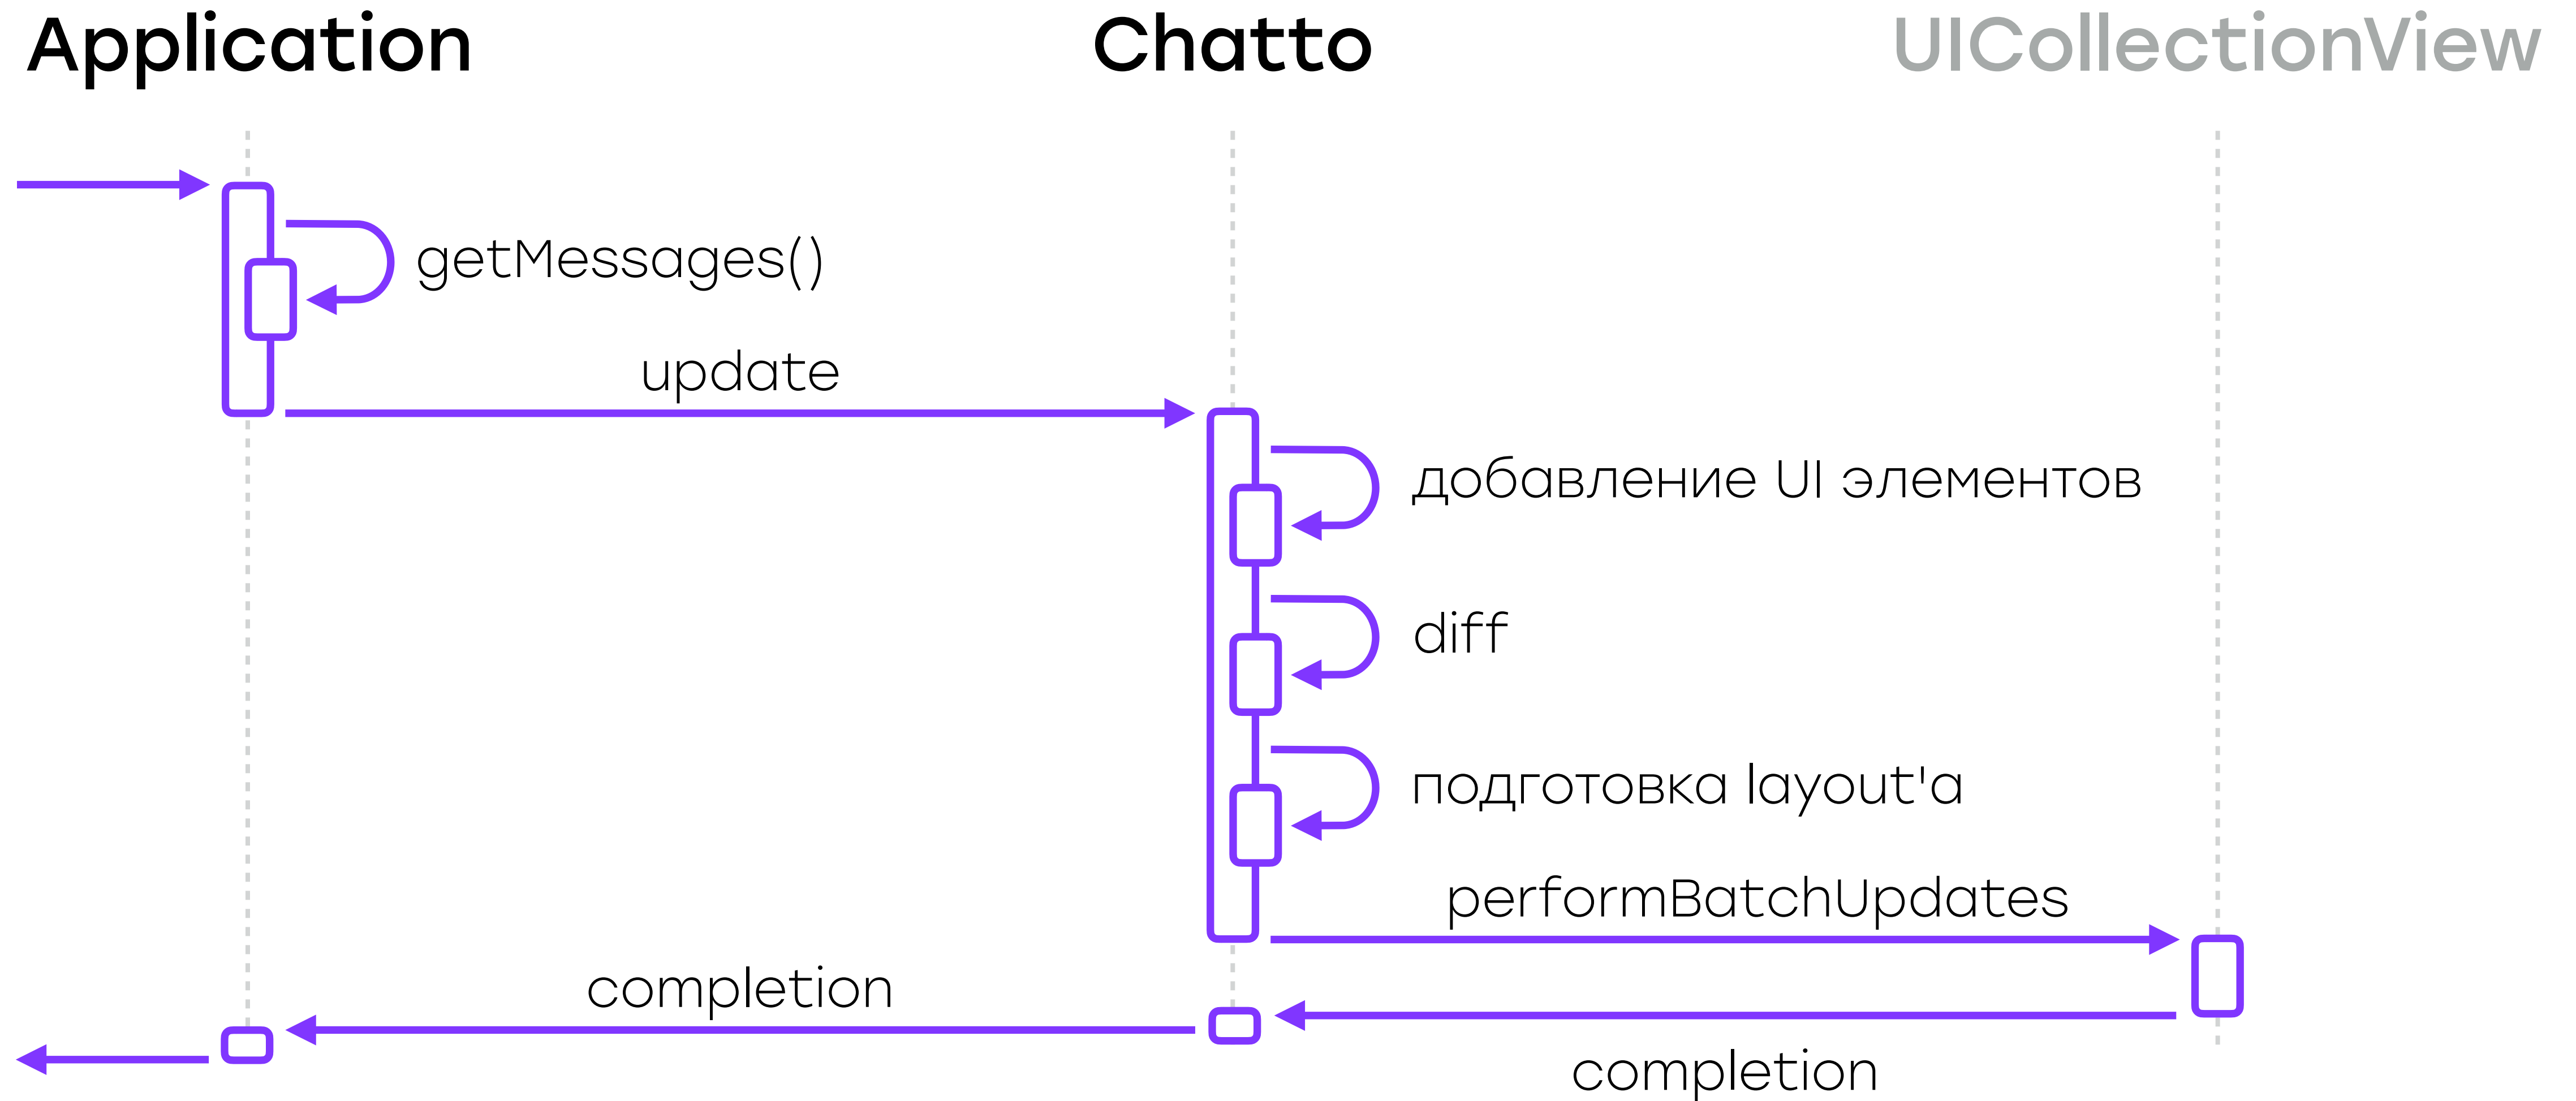 Application
Chatto
UICollectionView
getMessages()
update
добавление UI элементов
diff
подготовка layout'а
performBatchUpdates
completion
completion